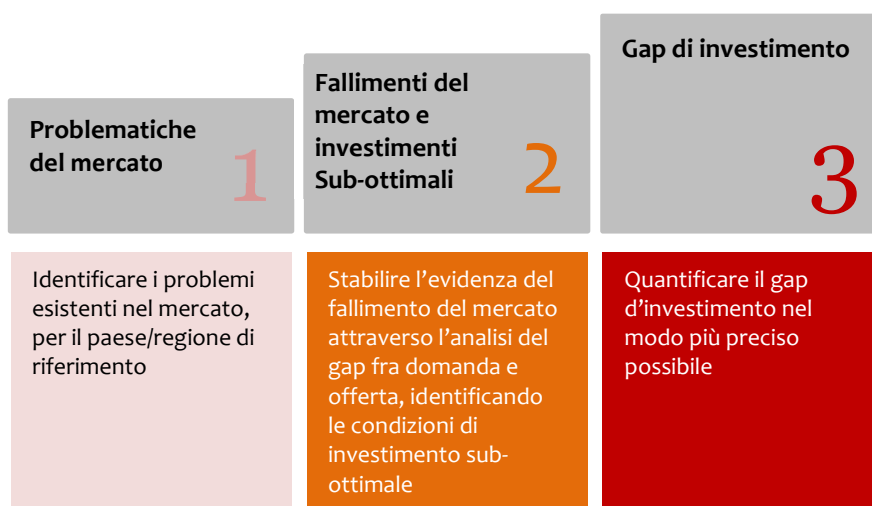 Problematiche
del mercato
1
Fallimenti del
mercato e
investimenti
Sub-ottimali
2
Gap di investimento
3
Identificare i problemi
esistenti nel mercato,
per il paese/regione di
riferimento
Stabilire l’evidenza del
fallimento del mercato
attraverso l’analisi del
gap fra domanda e
offerta, identificando
le condizioni di
investimento sub-
ottimale
Quantificare il gap
d’investimento nel
modo più preciso
possibile